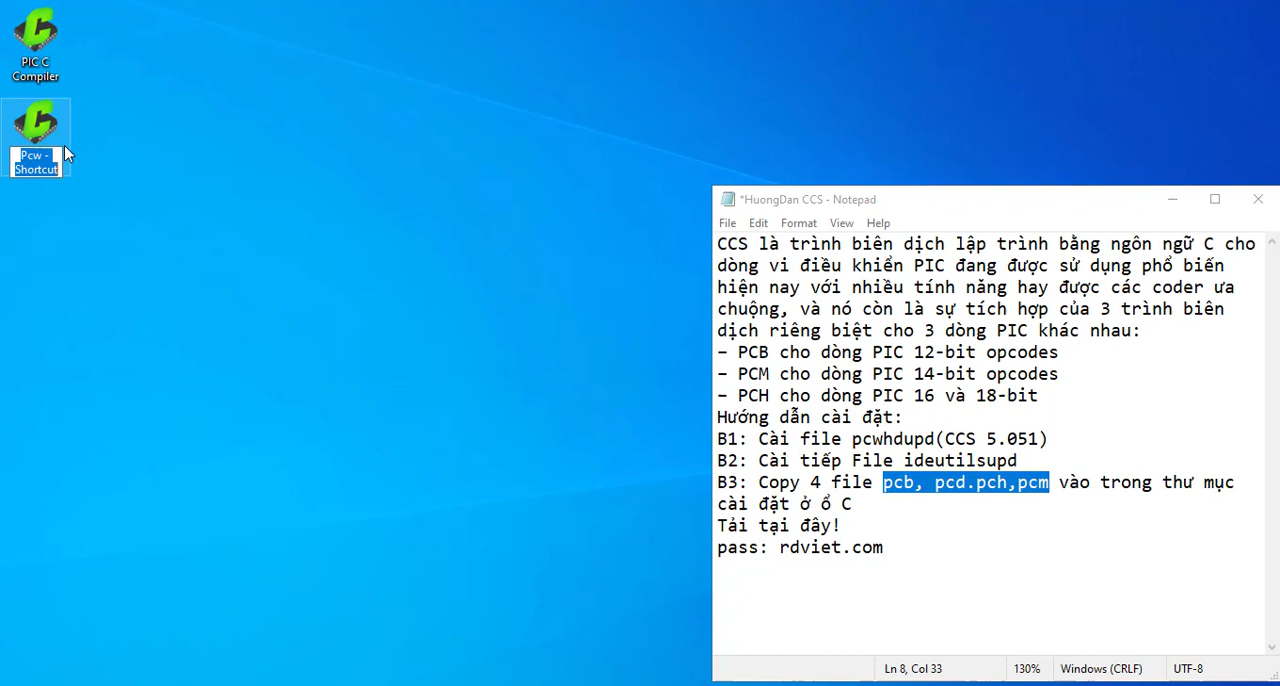 PIC C
Compiler
Pcw -
Shortcut
*HuongDan CCS - Notepad
File Edit Format View Help
CCS là trình biên dịch lập trình bằng ngôn ngữ C cho
dòng vi điều khiển PIC đang được sử dụng phổ biến
hiện nay với nhiều tính năng hay được các coder ưa
chuộng, và nó còn là sự tích hợp của 3 trình biên
dịch riêng biệt cho 3 dòng PIC khác nhau:
– PCB cho dòng PIC 12-bit opcodes
– PCM cho dòng PIC 14-bit opcodes
– PCH cho dòng PIC 16 và 18-bit
Hướng dẫn cài đặt:
B1: Cài file pcwhdupd(CCS 5.051)
B2: Cài tiếp File ideutilsupd
B3: Copy 4 file pcb, pcd.pch,pcm vào trong thư mục
cài đặt ở ổ C
Tải tại đây!
pass: rdviet.com
Ln 8, Col 33 130% Windows (CRLF) UTF-8